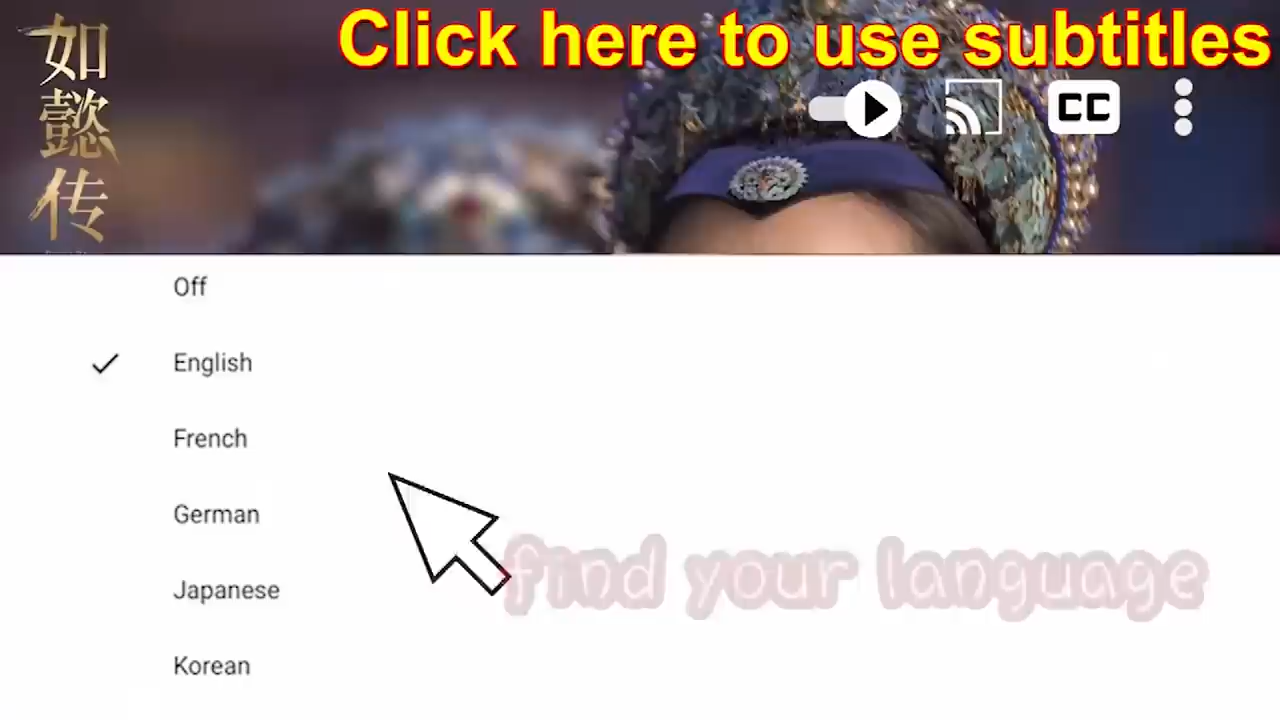 如懿传
Click here to use subtitles
CC
Off
English
French
German
find your language
Japanese
Korean